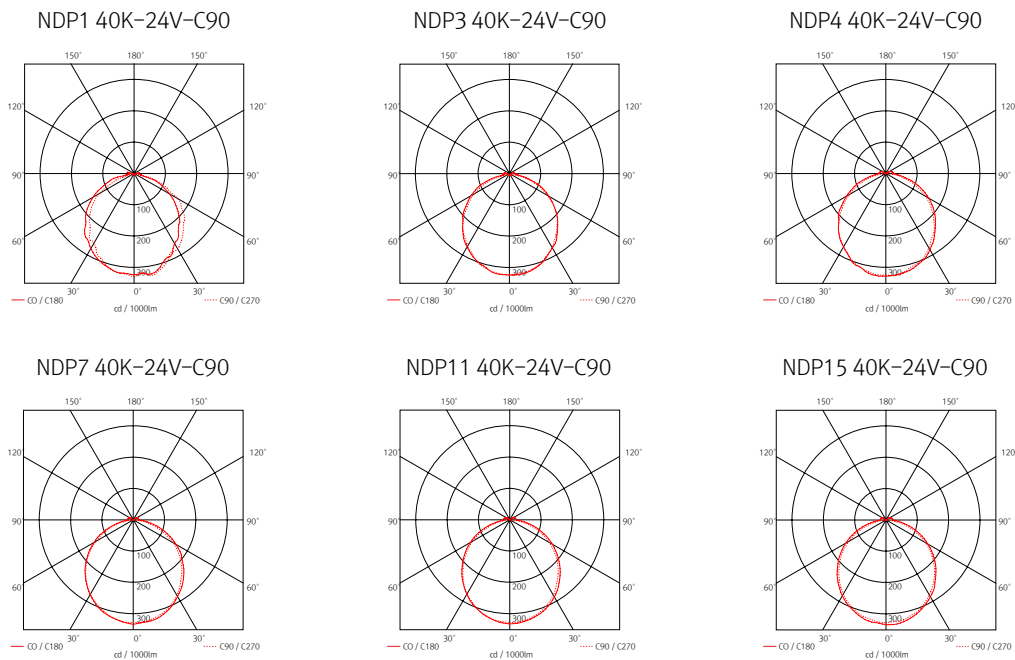 NDP1 40K-24V-C90
150° 180° 150°
120° 120°
90° 90°
100
60° 200 60°
300
30° 0° 30°
C0 / C180 C90 / C270
cd / 1000lm
NDP3 40K-24V-C90
150° 180° 150°
120° 120°
90° 90°
100
60° 200 60°
300
30° 0° 30°
C0 / C180 C90 / C270
cd / 1000lm
NDP4 40K-24V-C90
150° 180° 150°
120° 120
90° 90°
100
60° 200 60°
300
30° 0° 30°
C0 / C180 C90 / C270
cd / 1000lm
NDP7 40K-24V-C90
150° 180° 150°
120 120°
90 90°
100
60 200 60°
300
30° 0° 30°
C0 / C180 C90 / C270
cd / 1000lm
NDP11 40K-24V-C90
150° 180° 150°
120 120°
90 90°
100
60 200 60°
300
30° 0° 30°
C0 / C180 C90 / C270
cd / 1000lm
NDP15 40K-24V-C90
150° 180° 150°
120° 120
90° 90°
100
60° 200 60°
300
30° 0° 30°
C0 / C180 C90 / C270
cd / 1000lm